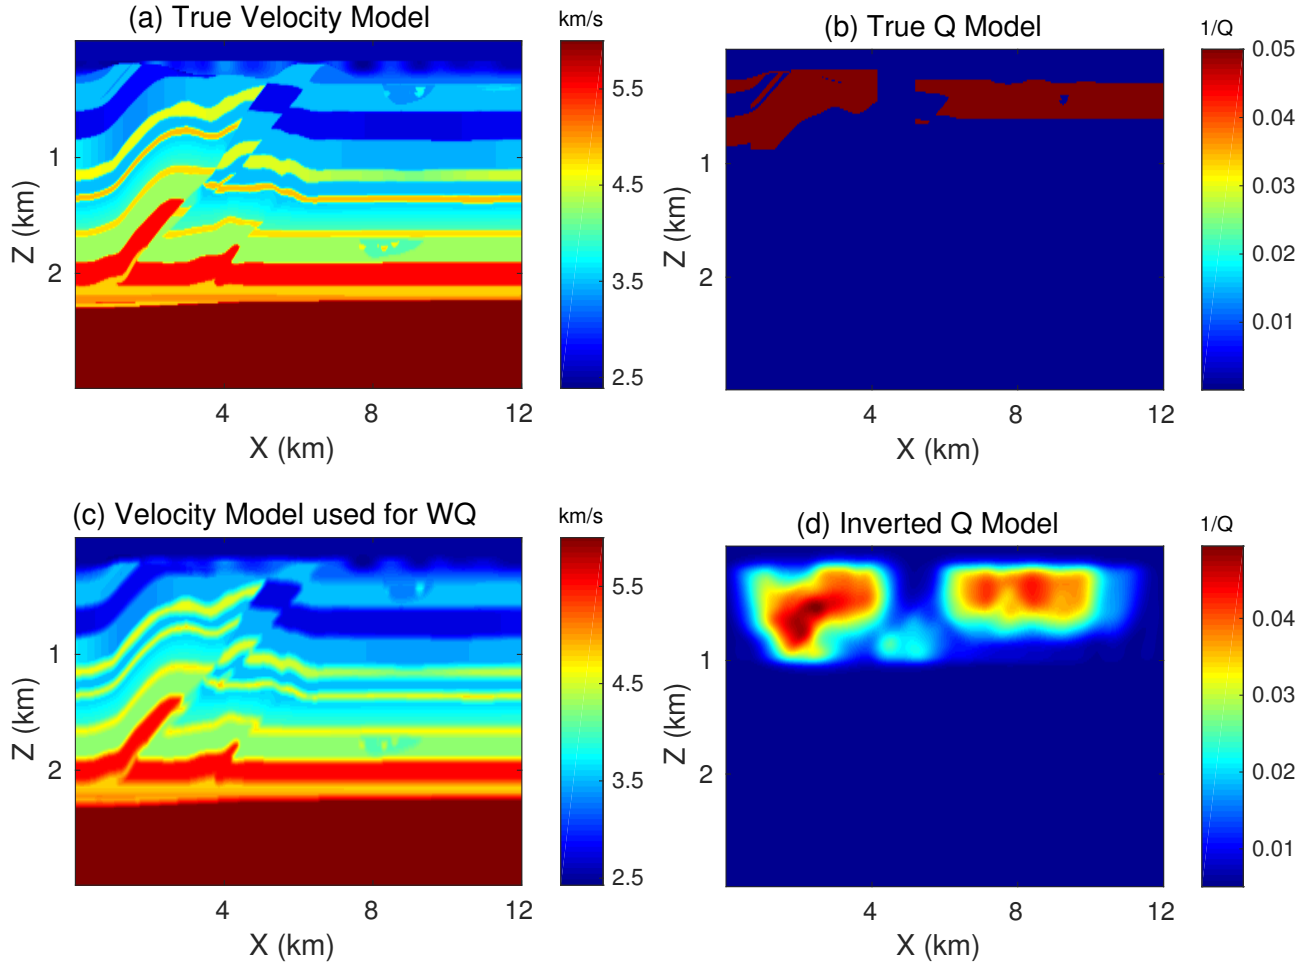 (a) True Velocity Model
km/s
5.5
4.5
3.5
2.5
Z (km)
1
2
4
8
12
X (km)
(b) True Q Model
1/Q
0.05
0.04
0.03
0.02
0.01
Z (km)
1
2
4
8
12
X (km)
(c) Velocity Model used for WQ
km/s
5.5
4.5
3.5
2.5
Z (km)
1
2
4
8
12
X (km)
(d) Inverted Q Model
1/Q
0.04
0.03
0.02
0.01
Z (km)
1
2
4
8
12
X (km)